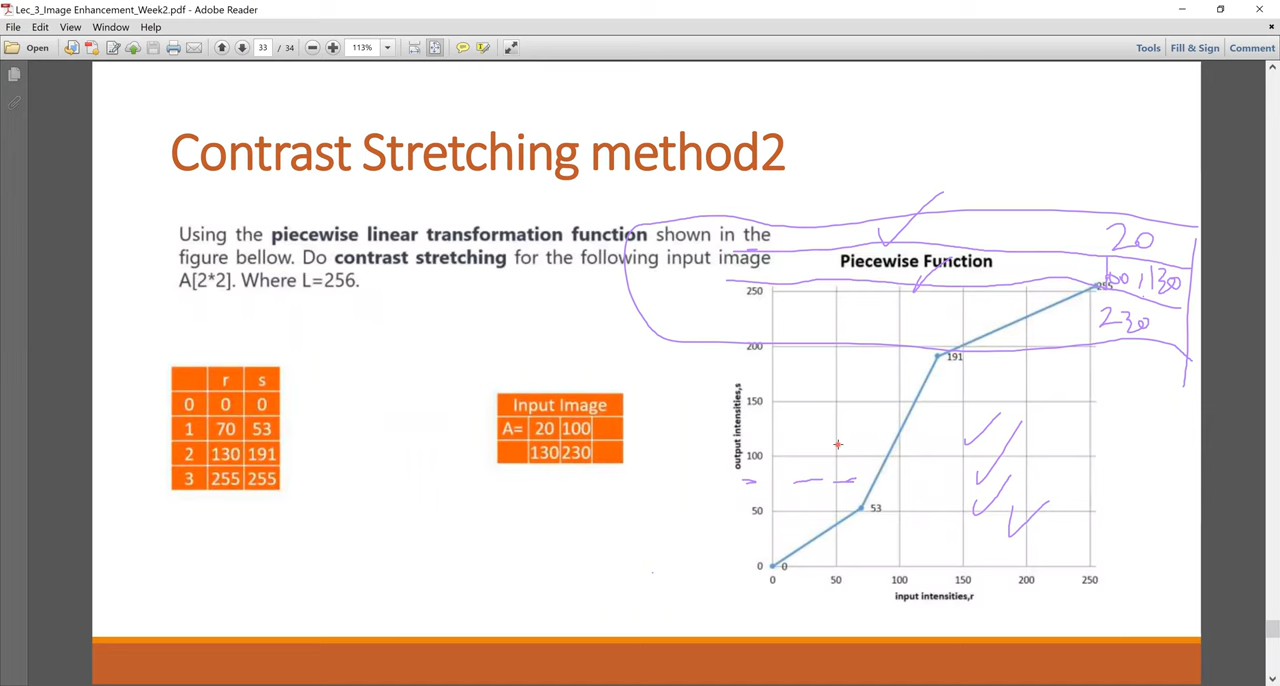 Lec_3_Image Enhancement_Week2.pdf - Adobe Reader
File Edit View Window Help
Open 33 / 34 113% Tools Fill & Sign Comment
Contrast Stretching method2
Using the piecewise linear transformation function shown in the
figure bellow. Do contrast stretching for the following input image
A[2*2]. Where L=256.
r s
0 0 0
1 70 53
2 130 191
3 255 255
Input Image
A= 20 100
130 230
20
100, 130
230
Piecewise Function
output intensities,s
250
200
150
100
50
0
0 50 100 150 200 250
input intensities,r
0
53
191
255